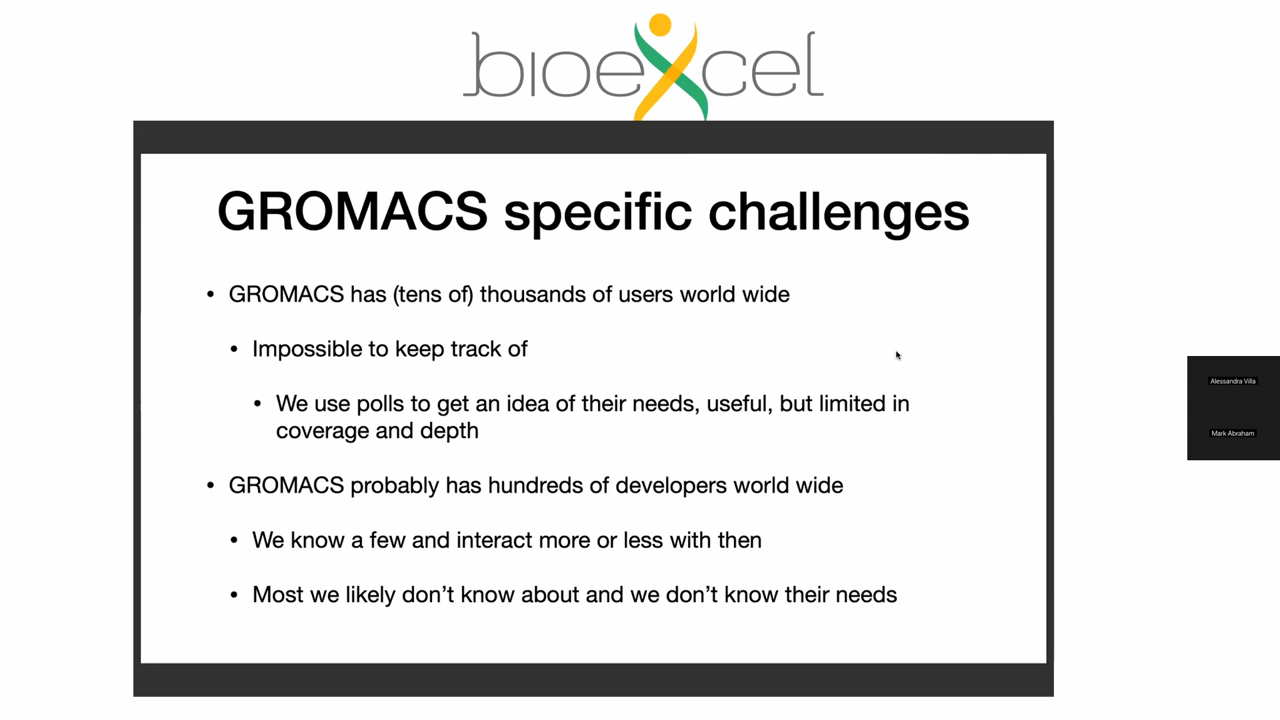 bioexcel
GROMACS specific challenges
• GROMACS has (tens of) thousands of users world wide
• Impossible to keep track of
• We use polls to get an idea of their needs, useful, but limited in
coverage and depth
• GROMACS probably has hundreds of developers world wide
• We know a few and interact more or less with then
• Most we likely don’t know about and we don’t know their needs
Alessandra Villa
Mark Abraham